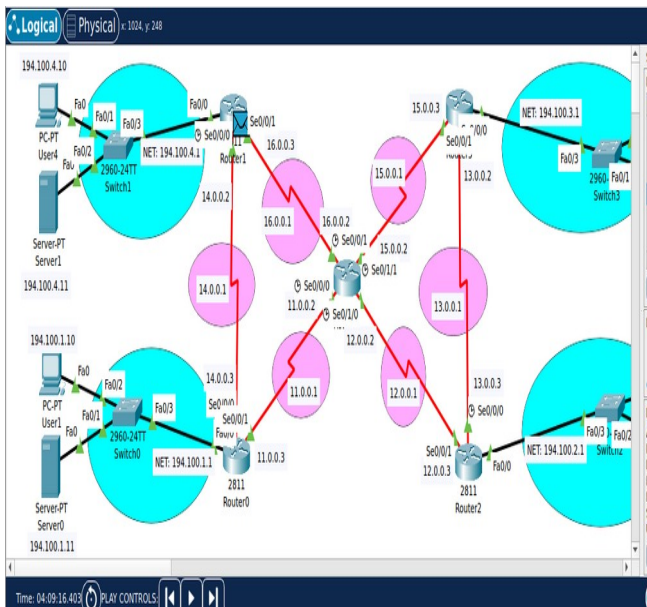 Logical Physical x: 1024, y: 248
194.100.4.10
PC-PT
User4
Fa0
Fa0/1
Fa0/2
Fa0/3
Fa0/0
Se0/0/0
Se0/0/1
Router1
2960-24TT
Switch1
NET: 194.100.4.1
Server-PT
Server1
194.100.4.11
16.0.0.3
16.0.0.1
16.0.0.2
14.0.0.2
14.0.0.1
14.0.0.3
15.0.0.3
15.0.0.1
15.0.0.2
Se0/0/1
NET: 194.100.3.1
Fa0/3
Fa0/1
Switch3
13.0.0.2
13.0.0.1
13.0.0.3
Se0/0/1
Se0/1/1
Se0/0/0
Se0/1/0
11.0.0.2
11.0.0.1
11.0.0.3
12.0.0.2
12.0.0.1
12.0.0.3
194.100.1.10
PC-PT
User1
Fa0
Fa0/2
Fa0/1
Fa0
Fa0/3
2960-24TT
Switch0
NET: 194.100.1.1
Se0/0/1
2811
Router0
Server-PT
Server0
194.100.1.11
Se0/0/0
Se0/0/1
Fa0/0
2811
Router2
NET: 194.100.2.1
Fa0/3
Fa0/2
Time: 04:09:16.403 PLAY CONTROLS: